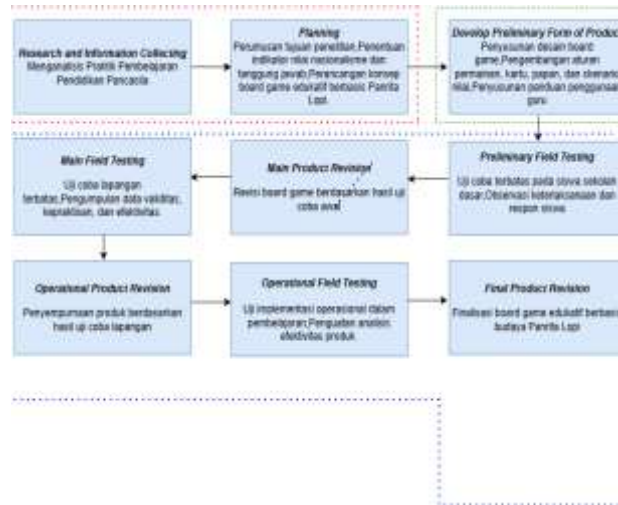 Research and Information Collecting
Menganalisis Praktik Pembelajaran
Pendidikan Pancasila
Planning
Perumusan tujuan penelitian,Penentuan
indikator nilai nasionalisme dan
tanggung jawab,Perancangan konsep
board game edukatif berbasis Panrita
Lopi
Develop Preliminary Form of Product
Penyusunan desain board
game,Pengembangan aturan
permainan, kartu, papan, dan skenario
nilai,Penyusunan panduan penggunaan
guru
Main Field Testing
Uji coba lapangan
terbatas,Pengumpulan data validitas,
kepraktisan, dan efektivitas.
Main Product Revision
Revisi board game berdasarkan hasil uji
coba awal
Preliminary Field Testing
Uji coba terbatas pada siswa sekolah
dasar,Observasi keterlaksanaan dan
respon siswa
Operational Product Revision
Penyempurnaan produk berdasarkan
hasil uji coba lapangan
Operational Field Testing
Uji implementasi operasional dalam
pembelajaran,Penguatan analisis
efektivitas produk
Final Product Revision
Finalisasi board game edukatif berbasis
budaya Panrita Lopi